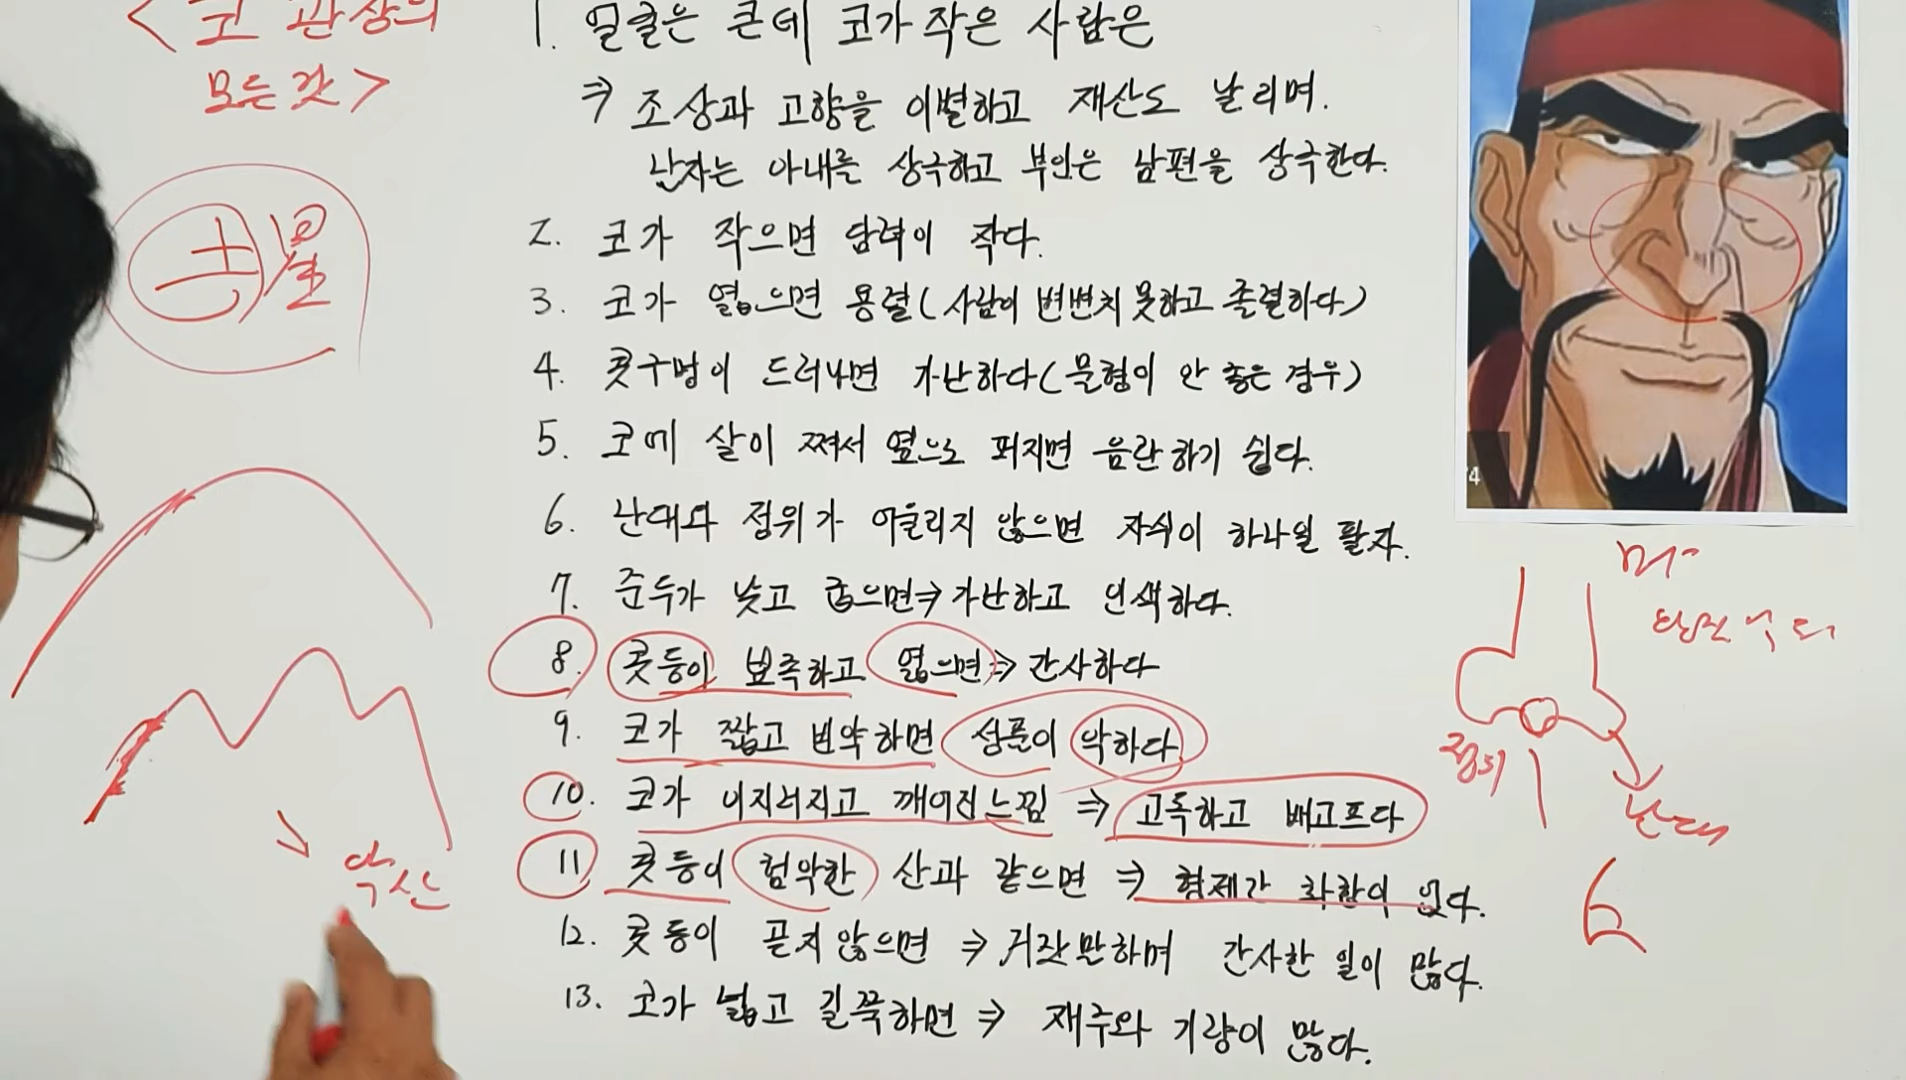 <코 관상의
모든것>
土星
1. 얼굴은 큰데 코가 작은 사람은
⇒ 조상과 고향을 이별하고 재산도 날리며.
남자는 아내를 상극하고 부인은 남편을 상극한다.
2. 코가 작으면 담력이 작다.
3. 코가 엷으면 용렬(사람이 변변치 못하고 졸렬하다)
4. 콧구멍이 드러나면 가난하다(문형이 안 좋은 경우)
5. 코에 살이 쪄서 옆으로 퍼지면 음란하기 쉽다.
6. 난대와 정위가 어울리지 않으면 자식이 하나일 팔자.
7. 준두가 낮고 굽으면⇒가난하고 인색하다.
8. 콧등이 뾰족하고 엷으면⇒간사하다
9. 코가 짧고 빈약하면 성품이 악하다
10. 코가 이지러지고 깨어진느낌 ⇒ 고독하고 배고프다
11 콧등이 험악한 산과 같으면 ⇒ 형제간 화합이 없다.
12. 콧등이 곧지 않으면 ⇒ 거짓말하며 간사한 일이 많다.
13. 코가 넓고 길쭉하면 ⇒ 재주와 기량이 많다.
악산
4
정위
난대
6